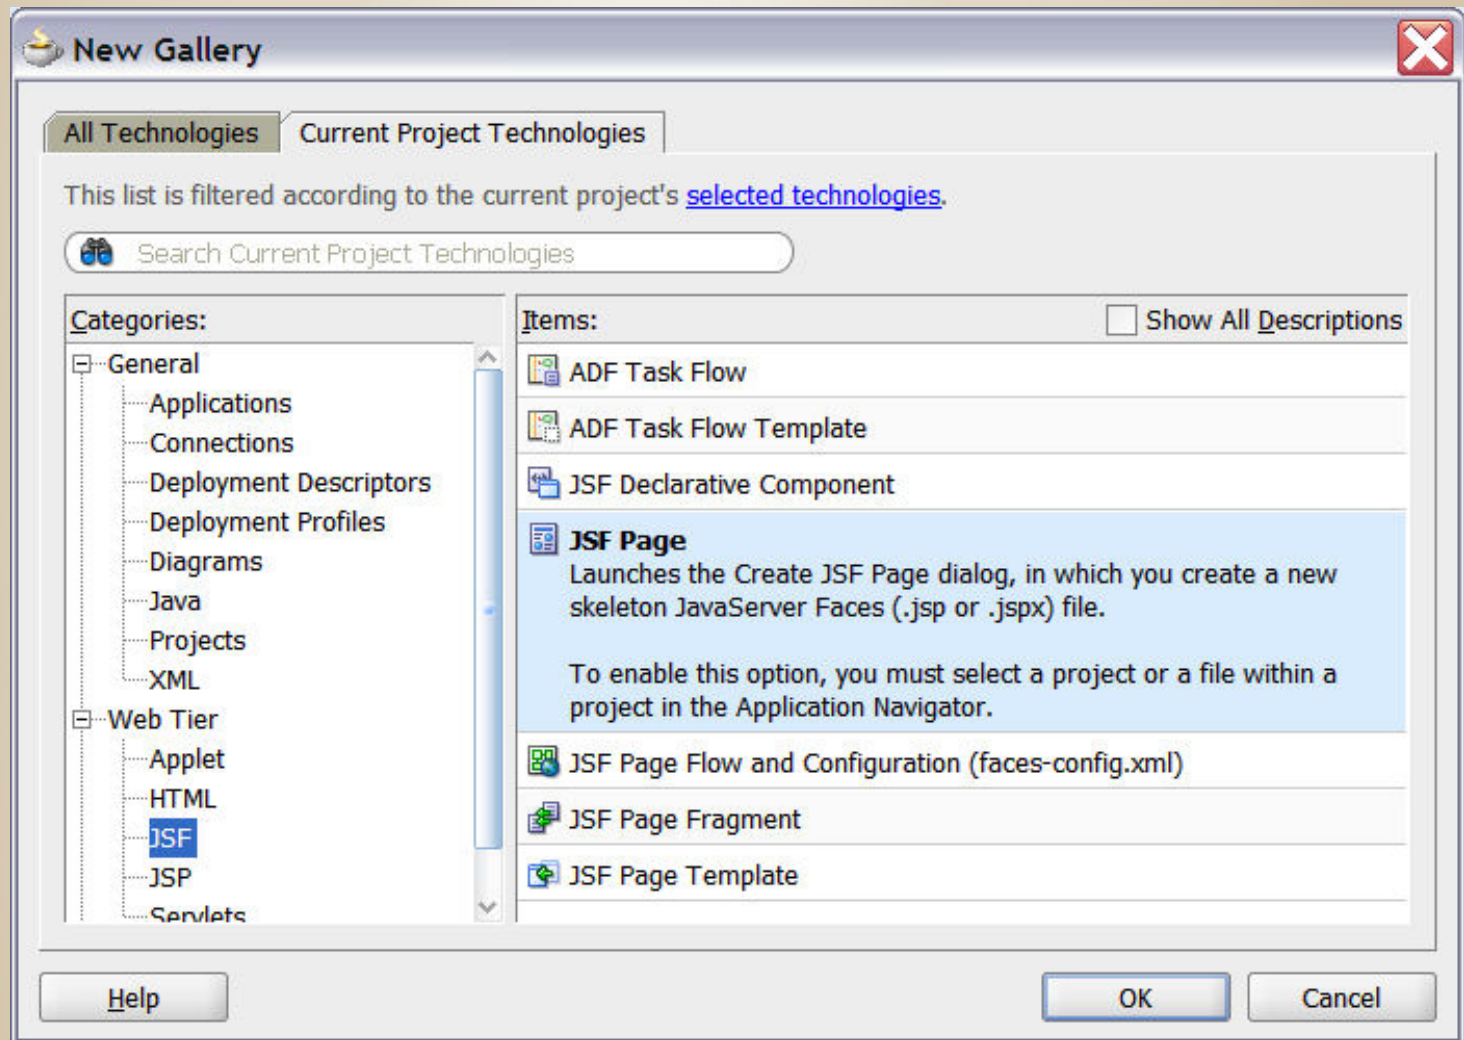 New Gallery
All Technologies
Current Project Technologies
This list is filtered according to the current project's selected technologies.
Search Current Project Technologies
Categories:
General
Applications
Connections
Deployment Descriptors
Deployment Profiles
Diagrams
Java
Projects
XML
Web Tier
Applet
HTML
JSF
JSP
Servlets
Items:
Show All Descriptions
ADF Task Flow
ADF Task Flow Template
JSF Declarative Component
JSF Page
Launches the Create JSF Page dialog, in which you create a new
skeleton JavaServer Faces (.jsp or .jspx) file.
To enable this option, you must select a project or a file within a
project in the Application Navigator.
JSF Page Flow and Configuration (faces-config.xml)
JSF Page Fragment
JSF Page Template
Help
OK
Cancel